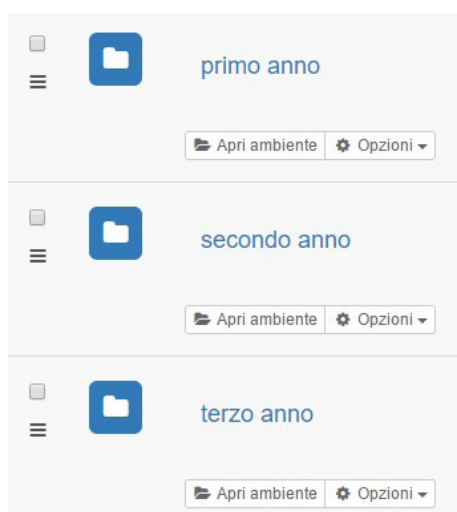 primo anno
Apri ambiente Opzioni
secondo anno
Apri ambiente Opzioni
terzo anno
Apri ambiente Opzioni